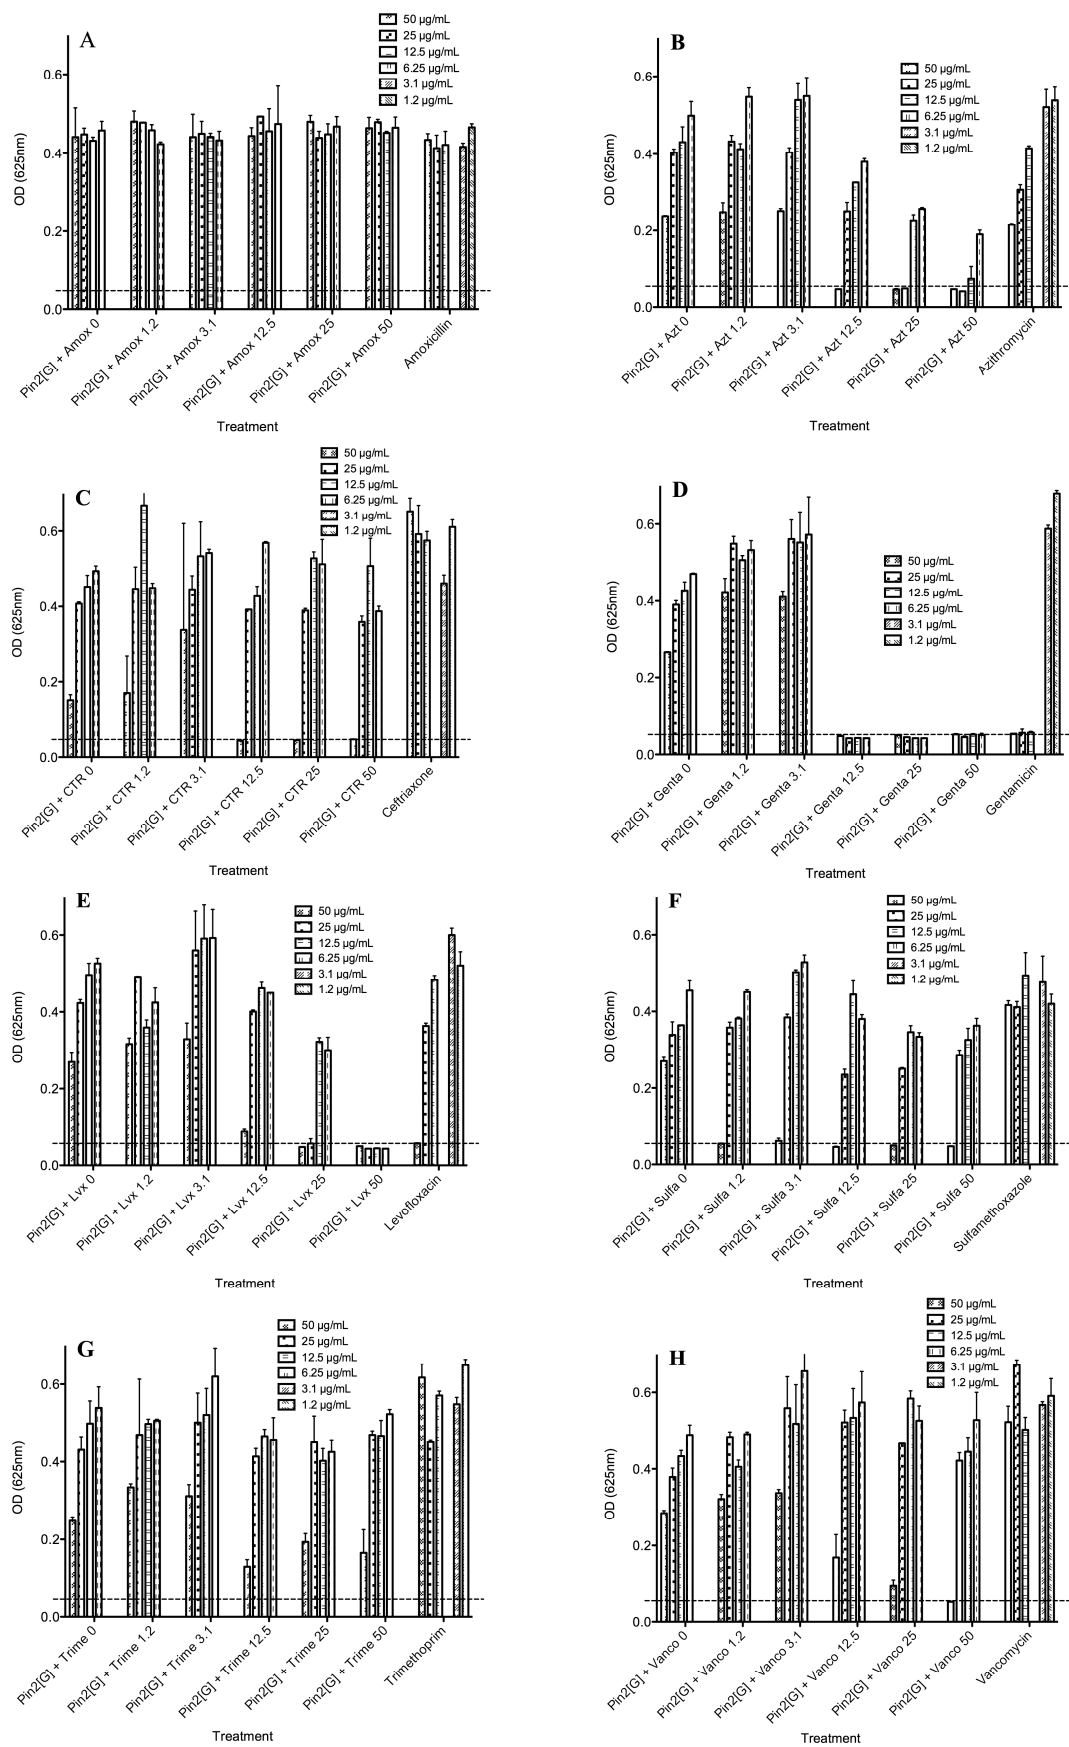 A
50 µg/mL
25 µg/mL
12.5 µg/mL
6.25 µg/mL
3.1 µg/mL
1.2 µg/mL
OD (625nm)
0.6
0.4
0.2
0.0
Pin2[G] + Amox 0
Pin2[G] + Amox 1.2
Pin2[G] + Amox 3.1
Pin2[G] + Amox 12.5
Pin2[G] + Amox 25
Pin2[G] + Amox 50
Amoxicillin
Treatment
B
50 µg/mL
25 µg/mL
12.5 µg/mL
6.25 µg/mL
3.1 µg/mL
1.2 µg/mL
OD (625nm)
0.6
0.4
0.2
0.0
Pin2[G] + Azt 0
Pin2[G] + Azt 1.2
Pin2[G] + Azt 3.1
Pin2[G] + Azt 12.5
Pin2[G] + Azt 25
Pin2[G] + Azt 50
Azithromycin
Treatment
C
50 µg/mL
25 µg/mL
12.5 µg/mL
6.25 µg/mL
3.1 µg/mL
1.2 µg/mL
OD (625nm)
0.6
0.4
0.2
0.0
Pin2[G] + CTR 0
Pin2[G] + CTR 1.2
Pin2[G] + CTR 3.1
Pin2[G] + CTR 12.5
Pin2[G] + CTR 25
Pin2[G] + CTR 50
Ceftriaxone
Treatment
D
50 µg/mL
25 µg/mL
12.5 µg/mL
6.25 µg/mL
3.1 µg/mL
1.2 µg/mL
OD (625nm)
0.6
0.4
0.2
0.0
Pin2[G] + Genta 0
Pin2[G] + Genta 1.2
Pin2[G] + Genta 3.1
Pin2[G] + Genta 12.5
Pin2[G] + Genta 25
Pin2[G] + Genta 50
Gentamicin
Treatment
E
50 µg/mL
25 µg/mL
12.5 µg/mL
6.25 µg/mL
3.1 µg/mL
1.2 µg/mL
OD (625nm)
0.6
0.4
0.2
0.0
Pin2[G] + Lvx 0
Pin2[G] + Lvx 1.2
Pin2[G] + Lvx 3.1
Pin2[G] + Lvx 12.5
Pin2[G] + Lvx 25
Pin2[G] + Lvx 50
Levofloxacin
Treatment
F
50 µg/mL
25 µg/mL
12.5 µg/mL
6.25 µg/mL
3.1 µg/mL
1.2 µg/mL
OD (625nm)
0.6
0.4
0.2
0.0
Pin2[G] + Sulfa 0
Pin2[G] + Sulfa 1.2
Pin2[G] + Sulfa 3.1
Pin2[G] + Sulfa 12.5
Pin2[G] + Sulfa 25
Pin2[G] + Sulfa 50
Sulfamethoxazole
Treatment
G
50 µg/mL
25 µg/mL
12.5 µg/mL
6.25 µg/mL
3.1 µg/mL
1.2 µg/mL
OD (625nm)
0.6
0.4
0.2
0.0
Pin2[G] + Trime 0
Pin2[G] + Trime 1.2
Pin2[G] + Trime 3.1
Pin2[G] + Trime 12.5
Pin2[G] + Trime 25
Pin2[G] + Trime 50
Trimethoprim
Treatment
H
50 µg/mL
25 µg/mL
12.5 µg/mL
6.25 µg/mL
3.1 µg/mL
1.2 µg/mL
OD (625nm)
0.6
0.4
0.2
0.0
Pin2[G] + Vanco 0
Pin2[G] + Vanco 1.2
Pin2[G] + Vanco 3.1
Pin2[G] + Vanco 12.5
Pin2[G] + Vanco 25
Pin2[G] + Vanco 50
Vancomycin
Treatment